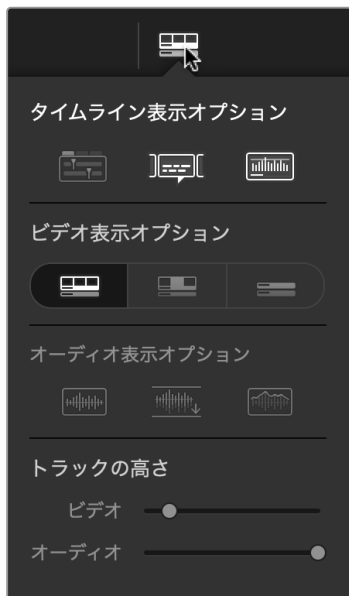 タイムライン表示オプション
ビデオ表示オプション
オーディオ表示オプション
トラックの高さ
ビデオ
オーディオ